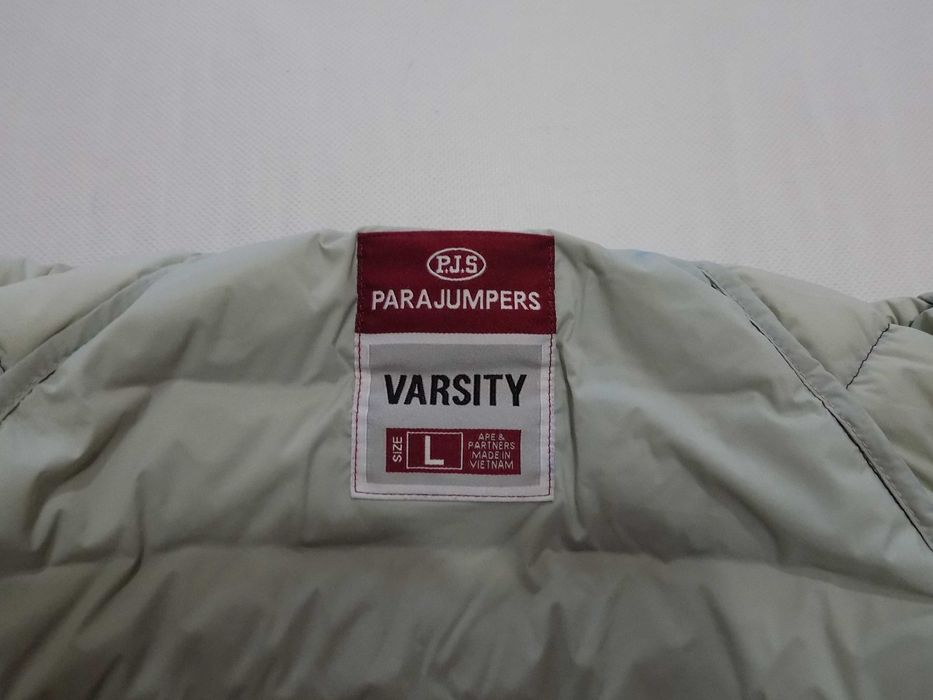 P.J.S
PARAJUMPERS
VARSITY
SIZE
L
APE &
PARTNERS
MADE IN
VIETNAM